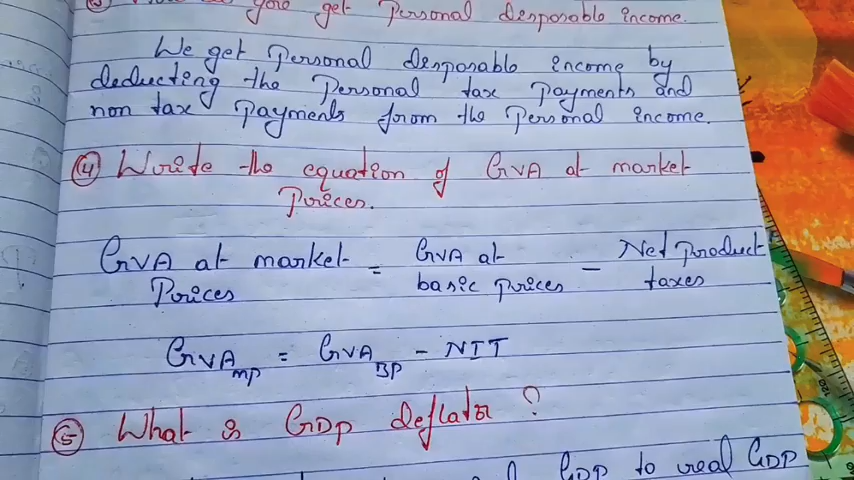 you get Personal disposable income.
We get Personal disposable income by
deducting the Personal tax Payments and
non tax Payments from the Personal income.
④ Write the equation of GVA at market
Prices.
GVA at market Prices = GVA at basic prices - Net Product taxes
GVA MP = GVA BP - NIT
⑤ What is GDP deflator ?
GDP to real GDP